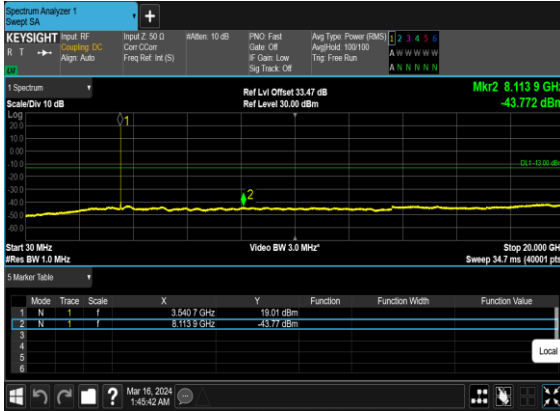 Spectrum Analyzer 1
Swept SA
+
KEYSIGHT Input: RF Input Z: 50 Ω #Atten: 10 dB PNO: Fast Avg Type: Power (RMS) 1 2 3 4 5 6
R T Coupling: DC Corr CCorr Gate: Off Avg|Hold: 100/100 A W W W W W
Align: Auto Freq Ref: Int (S) IF Gain: Low Trig: Free Run
Sig Track: Off A N N N N N
1 Spectrum Ref Lvl Offset 33.47 dB Mkr2 8.113 9 GHz
Scale/Div 10 dB Ref Level 30.00 dBm -43.772 dBm
Log
20.0
10.0
0.00
-10.0
-20.0
-30.0
-40.0
-50.0
-60.0
1
2
DL1 -13.00 dBm
Start 30 MHz Video BW 3.0 MHz* Stop 20.000 GHz
#Res BW 1.0 MHz Sweep 34.7 ms (40001 pts)
5 Marker Table
Mode Trace Scale X Y Function Function Width Function Value
1 N 1 f 3.540 7 GHz 19.01 dBm
2 N 1 f 8.113 9 GHz -43.77 dBm
3
4
5
6
Local
? Mar 16, 2024
1:45:42 AM